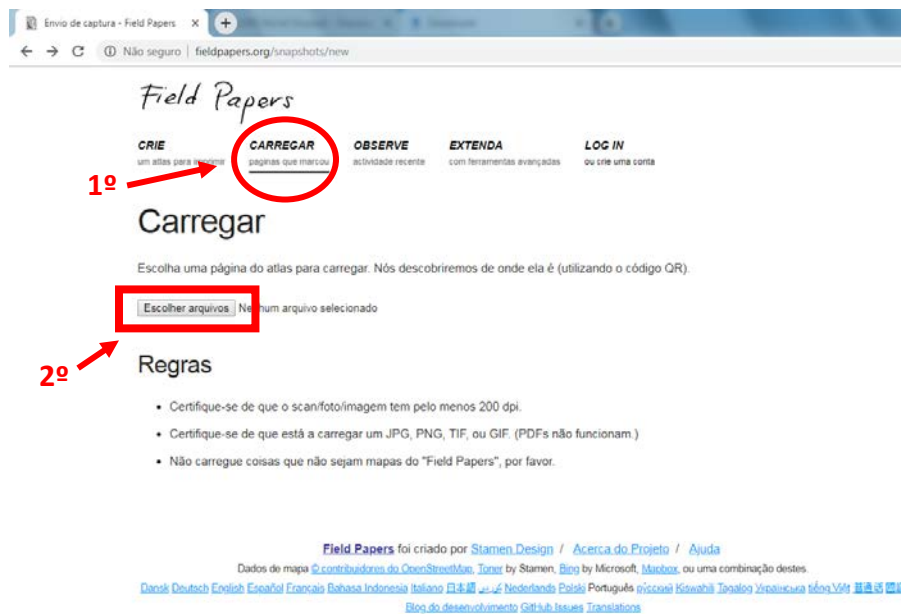 Envio de captura - Field Papers
Não seguro | fieldpapers.org/snapshots/new
Field Papers
CRIE CARREGAR OBSERVE EXTENDA LOG IN
um atlas para imprimir paginas que marcou actividade recente com ferramentas avançadas ou crie uma conta
1º
Carregar
Escolha uma página do atlas para carregar. Nós descobriremos de onde ela é (utilizando o código QR).
Escolher arquivos Nenhum arquivo selecionado
2º
Regras
• Certifique-se de que o scan/foto/imagem tem pelo menos 200 dpi.
• Certifique-se de que está a carregar um JPG, PNG, TIF, ou GIF. (PDFs não funcionam.)
• Não carregue coisas que não sejam mapas do "Field Papers", por favor.
Field Papers foi criado por Stamen Design / Acerca do Projeto / Ajuda
Dados de mapa © contribuidores do OpenStreetMap, Toner by Stamen, Bing by Microsoft, Mapbox, ou uma combinação destes.
Dansk Deutsch English Español Français Bahasa Indonesia Italiano 日本語 Nederlands Polski Português русский Kiswahili Tagalog Українська tiếng Việt 普通话
Blog do desenvolvimento GitHub Issues Translations